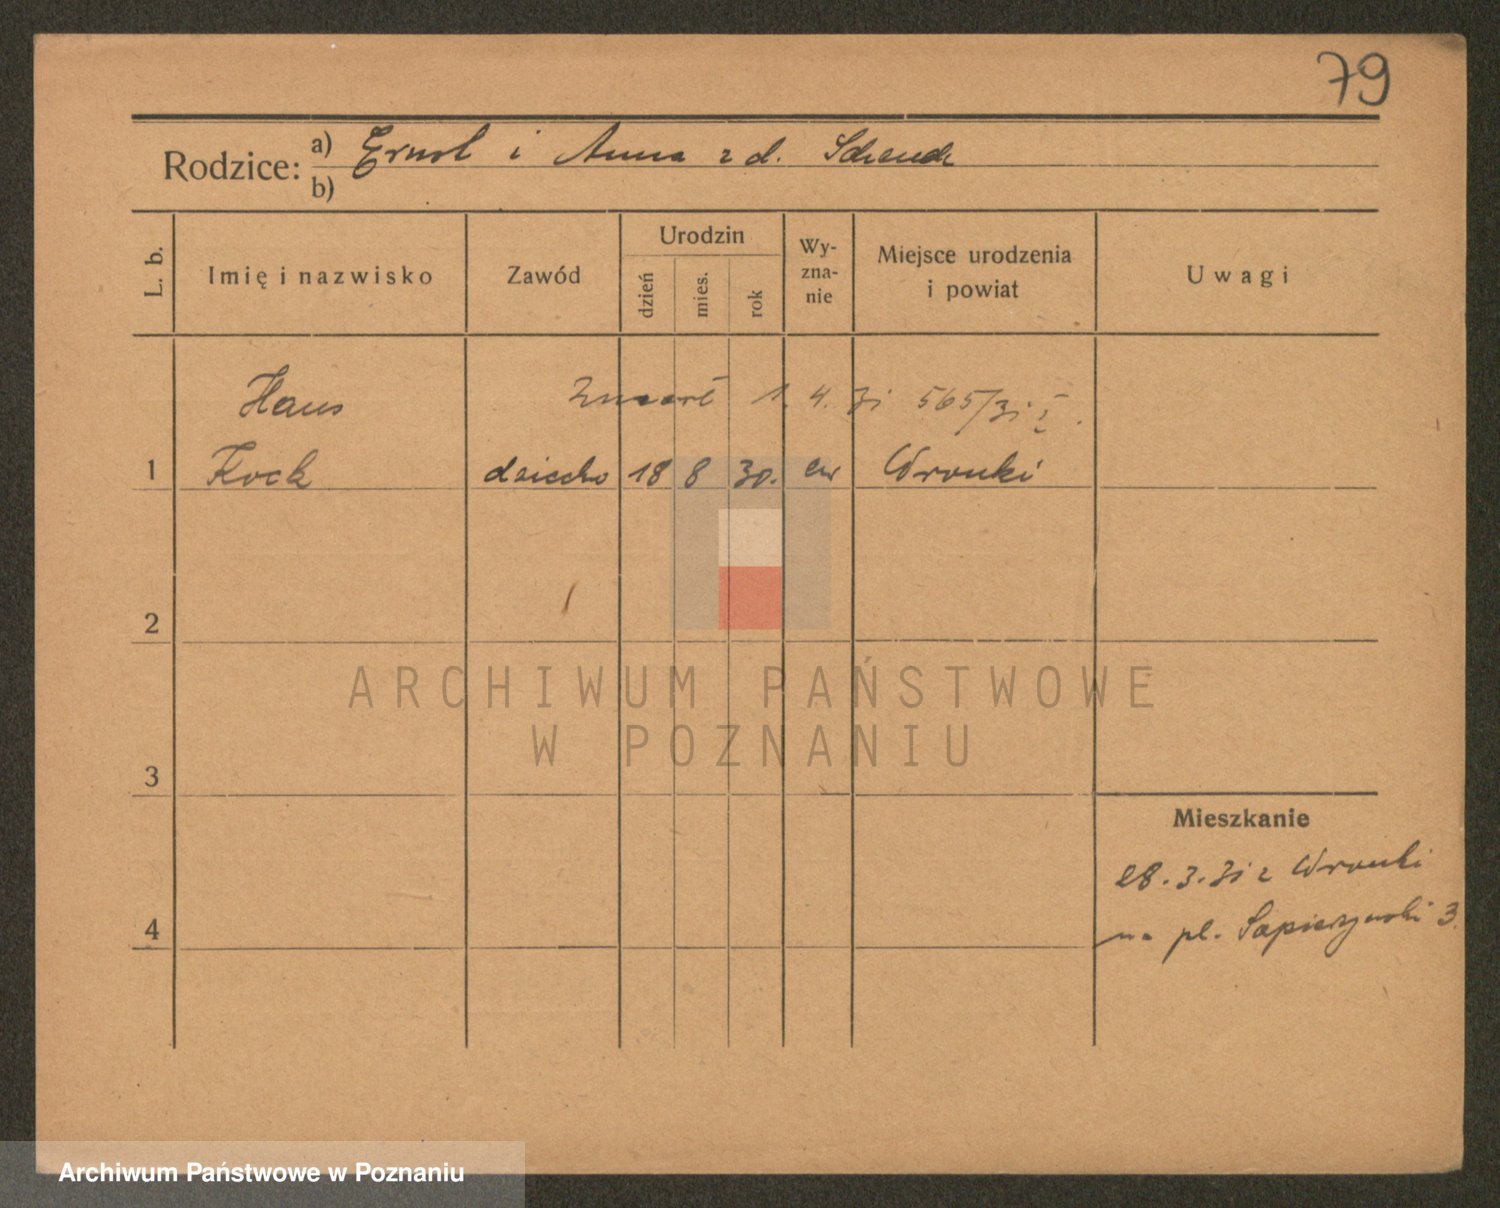 79
Rodzice: a) Ernst i Anna z d. Schenck
b)
L. b.
Imię i nazwisko
Zawód
Urodzin
dzień
mies.
rok
Wy-
zna-
nie
Miejsce urodzenia
i powiat
Uwagi
Hans
Zmarł 1. 4. 31 565/31 I.
1 Kock dziecko 18 8 30. ew Wronki
2
ARCHIWUM PAŃSTWOWE
W POZNANIU
3
Mieszkanie
28.3.31 z Wronki
na pl. Sapieżyński 3.
4
Archiwum Państwowe w Poznaniu